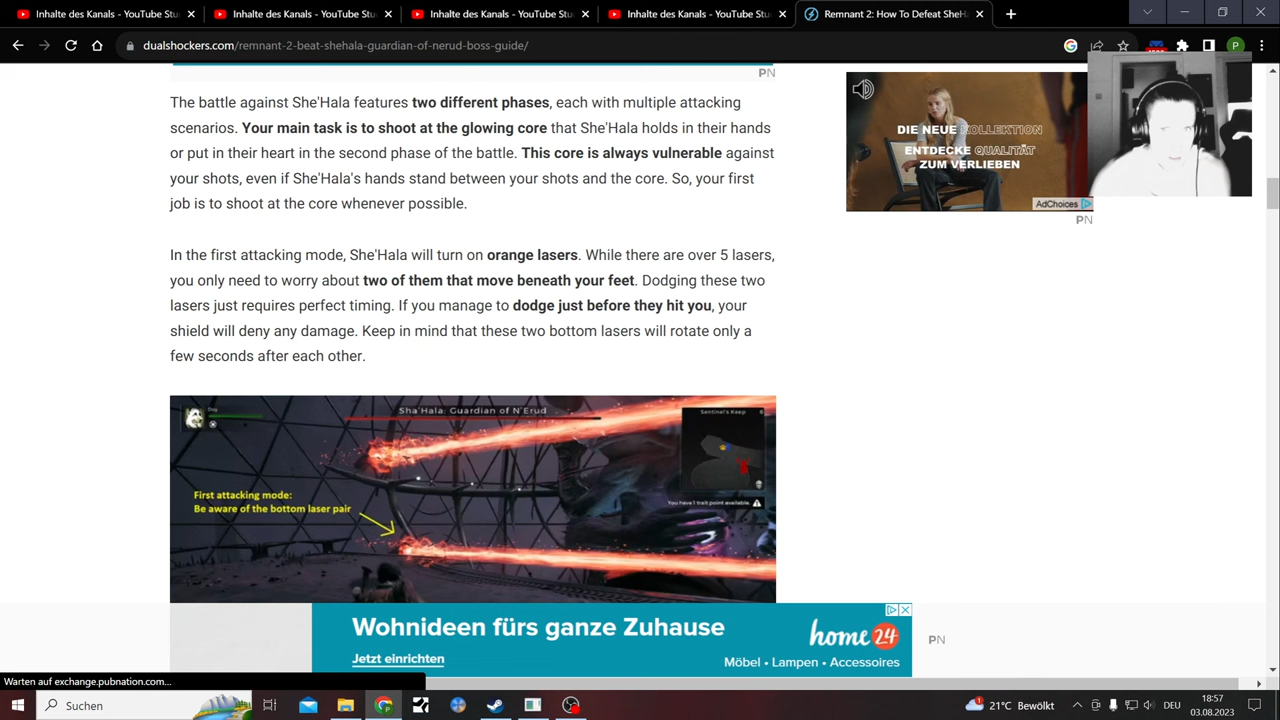 Inhalte des Kanals - YouTube Stu
Inhalte des Kanals - YouTube Stu
Inhalte des Kanals - YouTube Stu
Inhalte des Kanals - YouTube Stu
Remnant 2: How To Defeat SheHa
dualshockers.com/remnant-2-beat-shehala-guardian-of-nerud-boss-guide/
P
PN
The battle against She'Hala features two different phases, each with multiple attacking
scenarios. Your main task is to shoot at the glowing core that She'Hala holds in their hands
or put in their heart in the second phase of the battle. This core is always vulnerable against
your shots, even if She'Hala's hands stand between your shots and the core. So, your first
job is to shoot at the core whenever possible.
In the first attacking mode, She'Hala will turn on orange lasers. While there are over 5 lasers,
you only need to worry about two of them that move beneath your feet. Dodging these two
lasers just requires perfect timing. If you manage to dodge just before they hit you, your
shield will deny any damage. Keep in mind that these two bottom lasers will rotate only a
few seconds after each other.
DIE NEUE KOLLEKTION
ENTDECKE QUALITÄT
ZUM VERLIEBEN
AdChoices
PN
Dog
Sha'Hala: Guardian of N'Erud
Sentinel's Keep
6
You have 1 trait point available.
First attacking mode:
Be aware of the bottom laser pair
Wohnideen fürs ganze Zuhause
Jetzt einrichten
home24
Möbel • Lampen • Accessoires
PN
Warten auf exchange.pubnation.com...
Suchen
21°C Bewölkt
DEU
18:57
03.08.2023